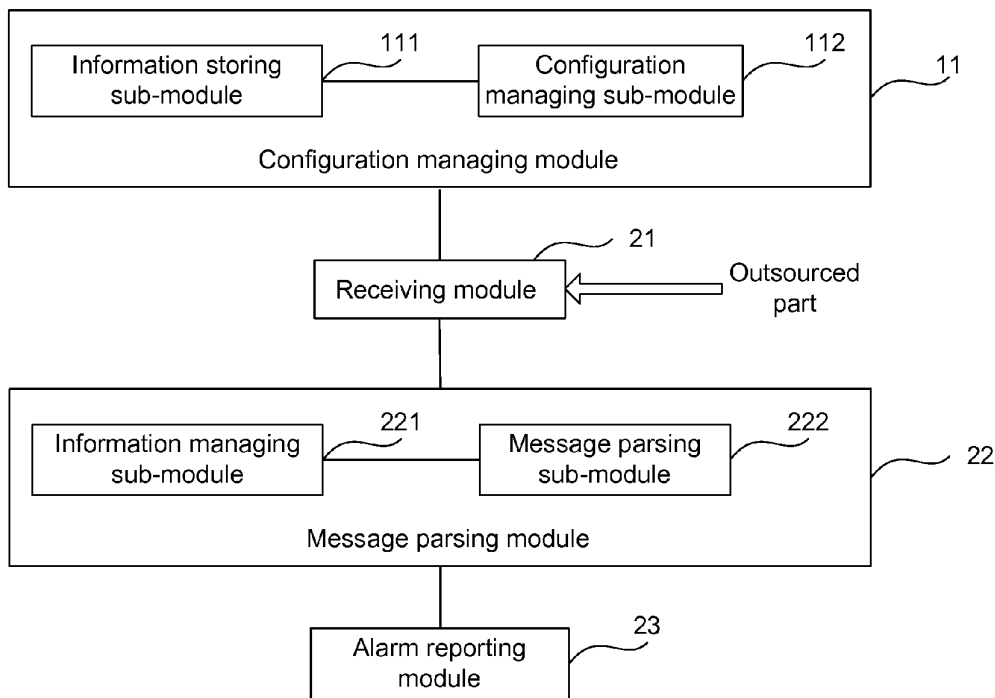 111
112
11
Information storing
sub-module
Configuration
managing sub-module
Configuration managing module
21
Receiving module
Outsourced
part
221
222
22
Information managing
sub-module
Message parsing
sub-module
Message parsing module
23
Alarm reporting
module